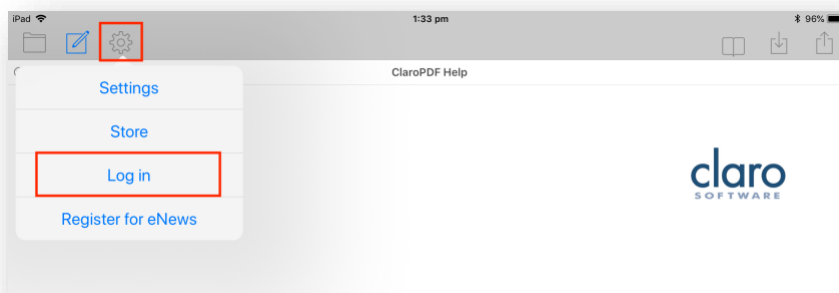 iPad 1:33 pm 96%
ClaroPDF Help
Settings
Store
Log in
Register for eNews
claro
SOFTWARE